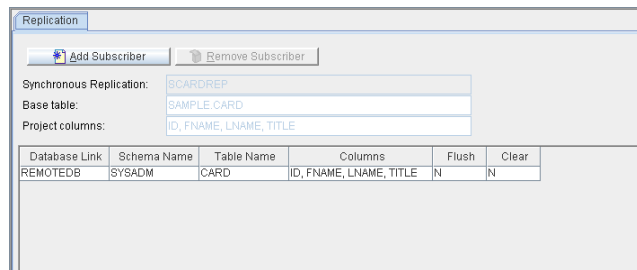 Replication
Add Subscriber Remove Subscriber
Synchronous Replication: SCARDREP
Base table: SAMPLE.CARD
Project columns: ID, FNAME, LNAME, TITLE
Database Link Schema Name Table Name Columns Flush Clear
REMOTEDB SYSADM CARD ID, FNAME, LNAME, TITLE N N